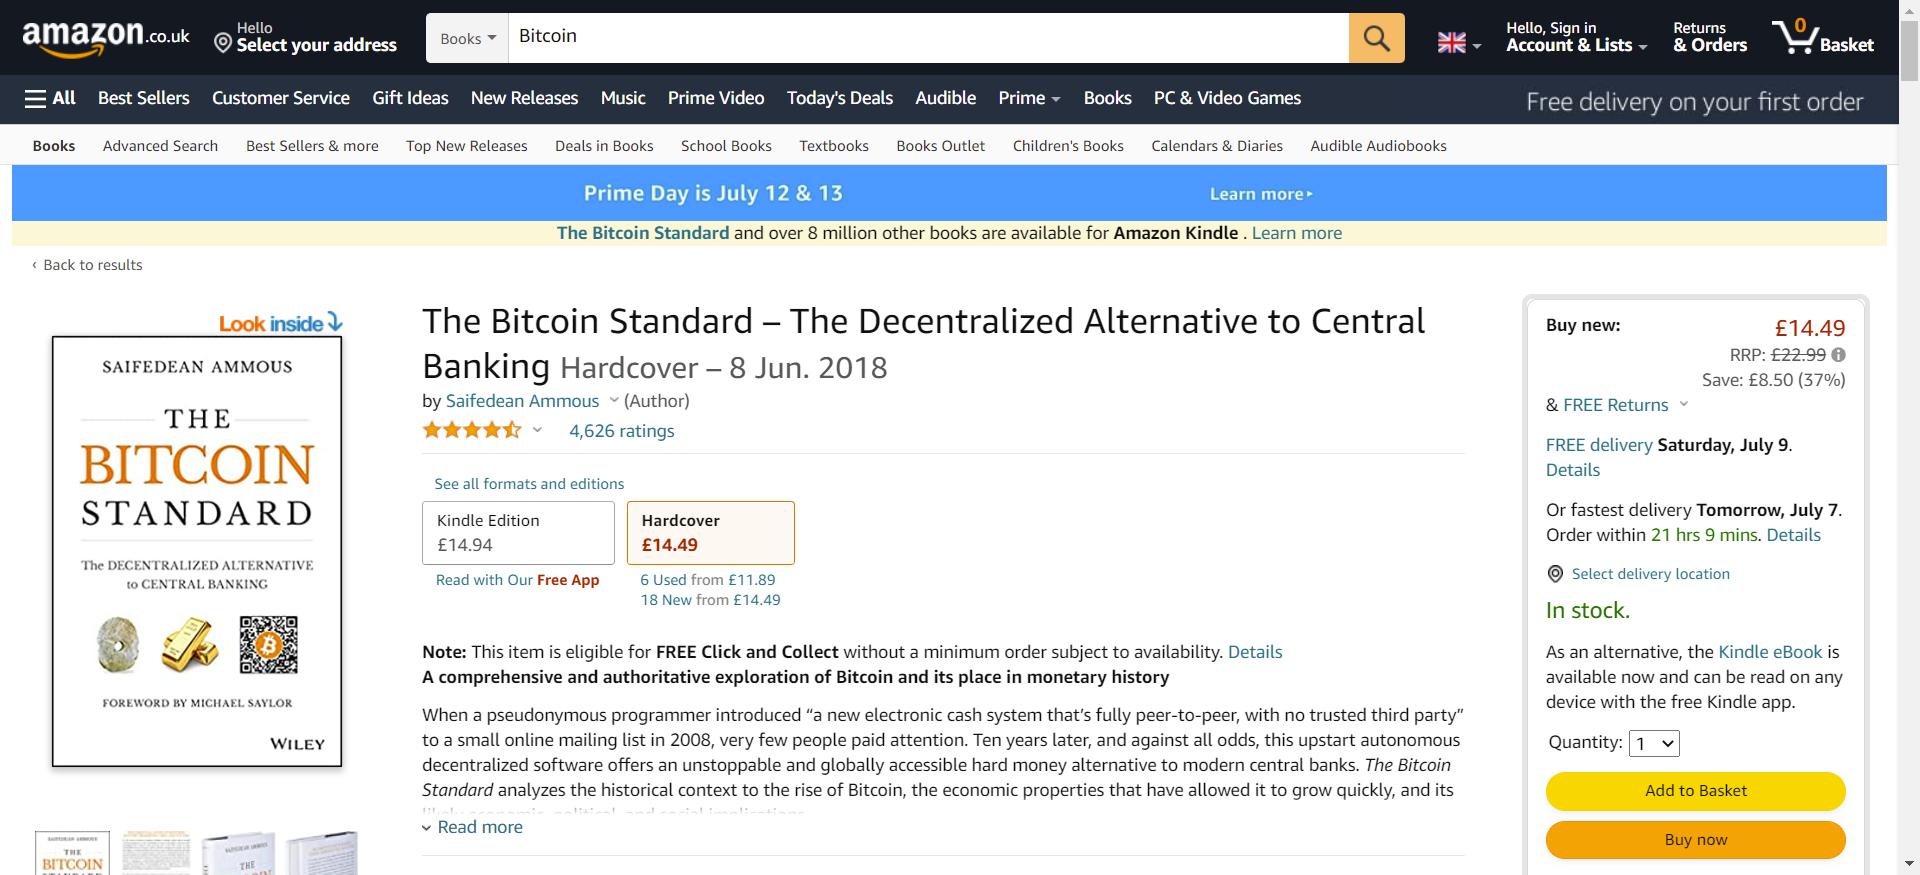 amazon.co.uk
Hello
Select your address
Books
Bitcoin
Hello, Sign in
Account & Lists
Returns
& Orders
0
Basket
All
Best Sellers
Customer Service
Gift Ideas
New Releases
Music
Prime Video
Today's Deals
Audible
Prime
Books
PC & Video Games
Free delivery on your first order
Books
Advanced Search
Best Sellers & more
Top New Releases
Deals in Books
School Books
Textbooks
Books Outlet
Children's Books
Calendars & Diaries
Audible Audiobooks
Prime Day is July 12 & 13
Learn more
The Bitcoin Standard and over 8 million other books are available for Amazon Kindle . Learn more
‹ Back to results
Look inside
SAIFEDEAN AMMOUS
THE
BITCOIN
STANDARD
The DECENTRALIZED ALTERNATIVE
to CENTRAL BANKING
FOREWORD BY MICHAEL SAYLOR
WILEY
SAIFEDEAN AMMOUS
THE
BITCOIN
THE
The Bitcoin Standard – The Decentralized Alternative to Central
Banking Hardcover – 8 Jun. 2018
by Saifedean Ammous (Author)
4,626 ratings
See all formats and editions
Kindle Edition
£14.94
Read with Our Free App
Hardcover
£14.49
6 Used from £11.89
18 New from £14.49
Note: This item is eligible for FREE Click and Collect without a minimum order subject to availability. Details
A comprehensive and authoritative exploration of Bitcoin and its place in monetary history
When a pseudonymous programmer introduced “a new electronic cash system that’s fully peer-to-peer, with no trusted third party”
to a small online mailing list in 2008, very few people paid attention. Ten years later, and against all odds, this upstart autonomous
decentralized software offers an unstoppable and globally accessible hard money alternative to modern central banks. The Bitcoin
Standard analyzes the historical context to the rise of Bitcoin, the economic properties that have allowed it to grow quickly, and its
likely economic, political, and social implications.
Read more
Buy new:
£14.49
RRP: £22.99
Save: £8.50 (37%)
& FREE Returns
FREE delivery Saturday, July 9.
Details
Or fastest delivery Tomorrow, July 7.
Order within 21 hrs 9 mins. Details
Select delivery location
In stock.
As an alternative, the Kindle eBook is
available now and can be read on any
device with the free Kindle app.
Quantity: 1
Add to Basket
Buy now